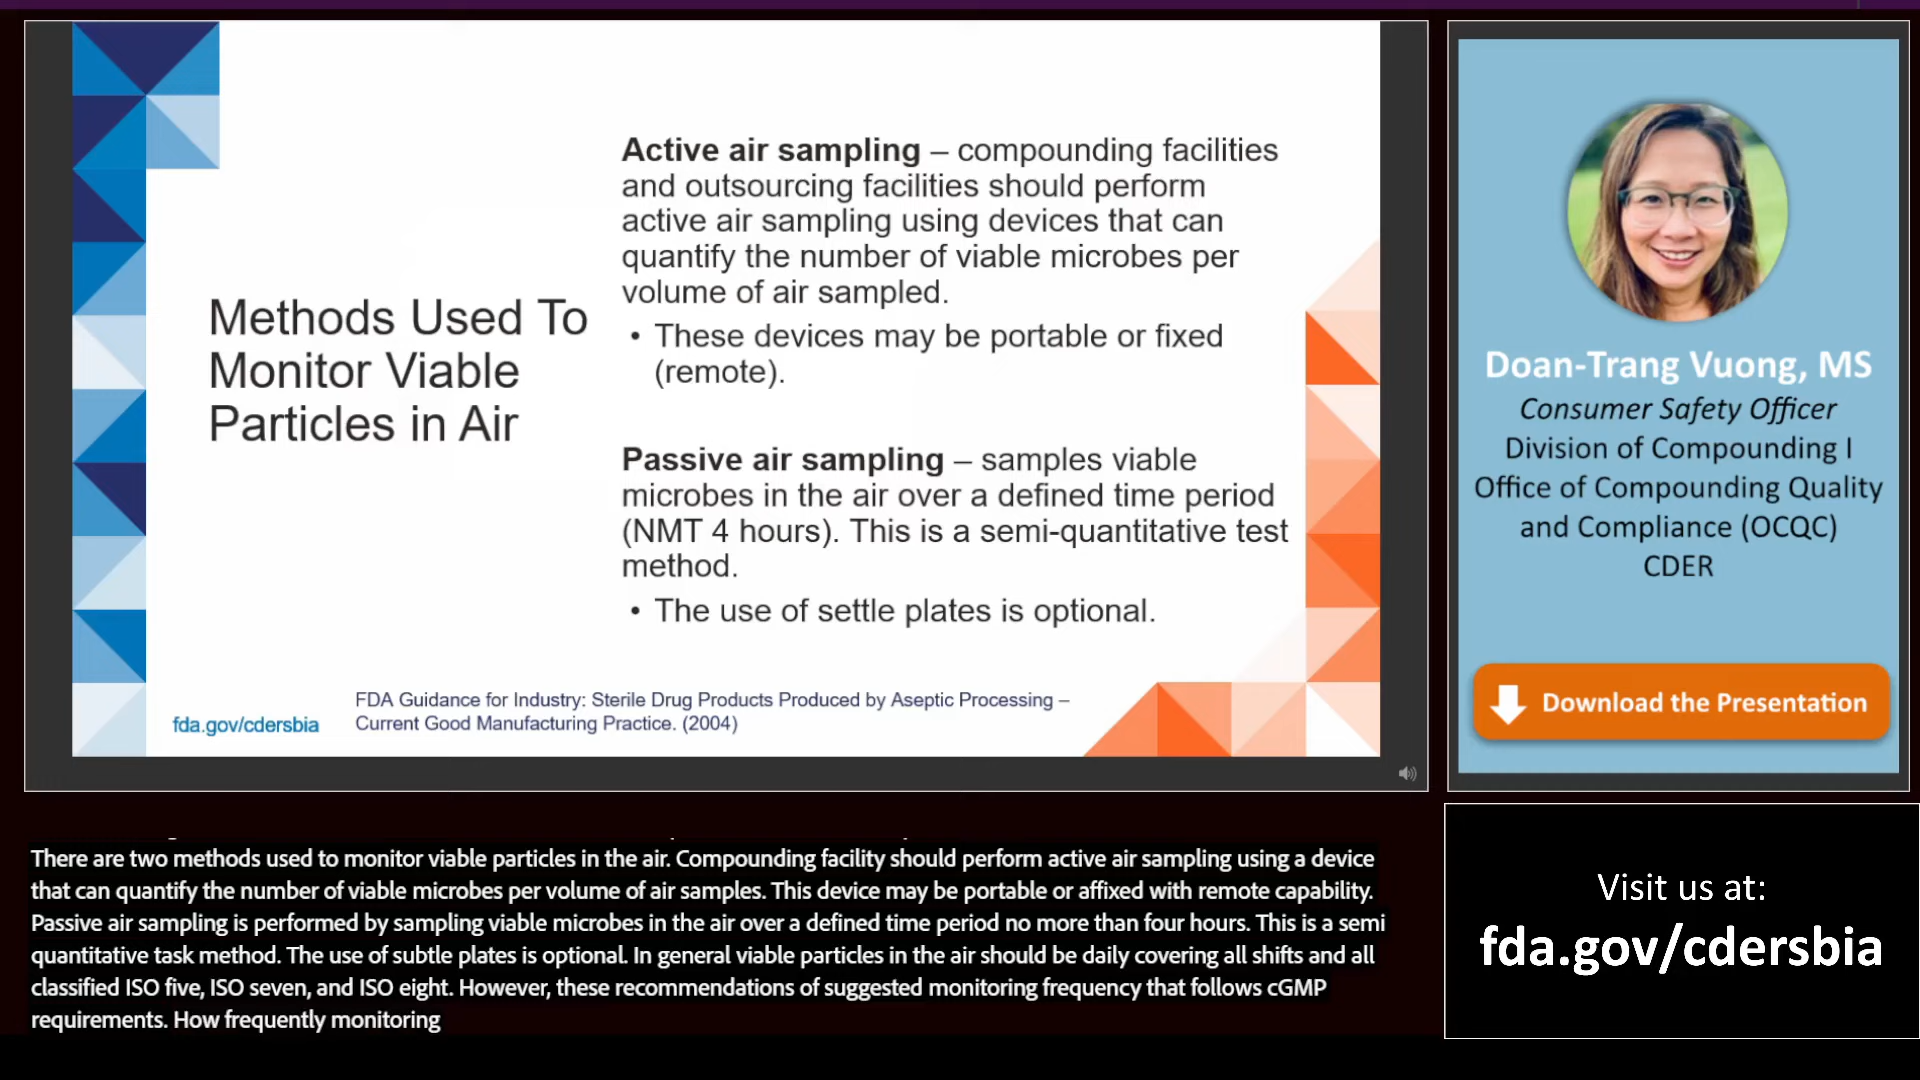 Methods Used To
Monitor Viable
Particles in Air
Active air sampling – compounding facilities
and outsourcing facilities should perform
active air sampling using devices that can
quantify the number of viable microbes per
volume of air sampled.
• These devices may be portable or fixed
(remote).
Passive air sampling – samples viable
microbes in the air over a defined time period
(NMT 4 hours). This is a semi-quantitative test
method.
• The use of settle plates is optional.
fda.gov/cdersbia
FDA Guidance for Industry: Sterile Drug Products Produced by Aseptic Processing –
Current Good Manufacturing Practice. (2004)
Doan-Trang Vuong, MS
Consumer Safety Officer
Division of Compounding I
Office of Compounding Quality
and Compliance (OCQC)
CDER
Download the Presentation
There are two methods used to monitor viable particles in the air. Compounding facility should perform active air sampling using a device
that can quantify the number of viable microbes per volume of air samples. This device may be portable or affixed with remote capability.
Passive air sampling is performed by sampling viable microbes in the air over a defined time period no more than four hours. This is a semi
quantitative task method. The use of subtle plates is optional. In general viable particles in the air should be daily covering all shifts and all
classified ISO five, ISO seven, and ISO eight. However, these recommendations of suggested monitoring frequency that follows cGMP
requirements. How frequently monitoring
Visit us at:
fda.gov/cdersbia